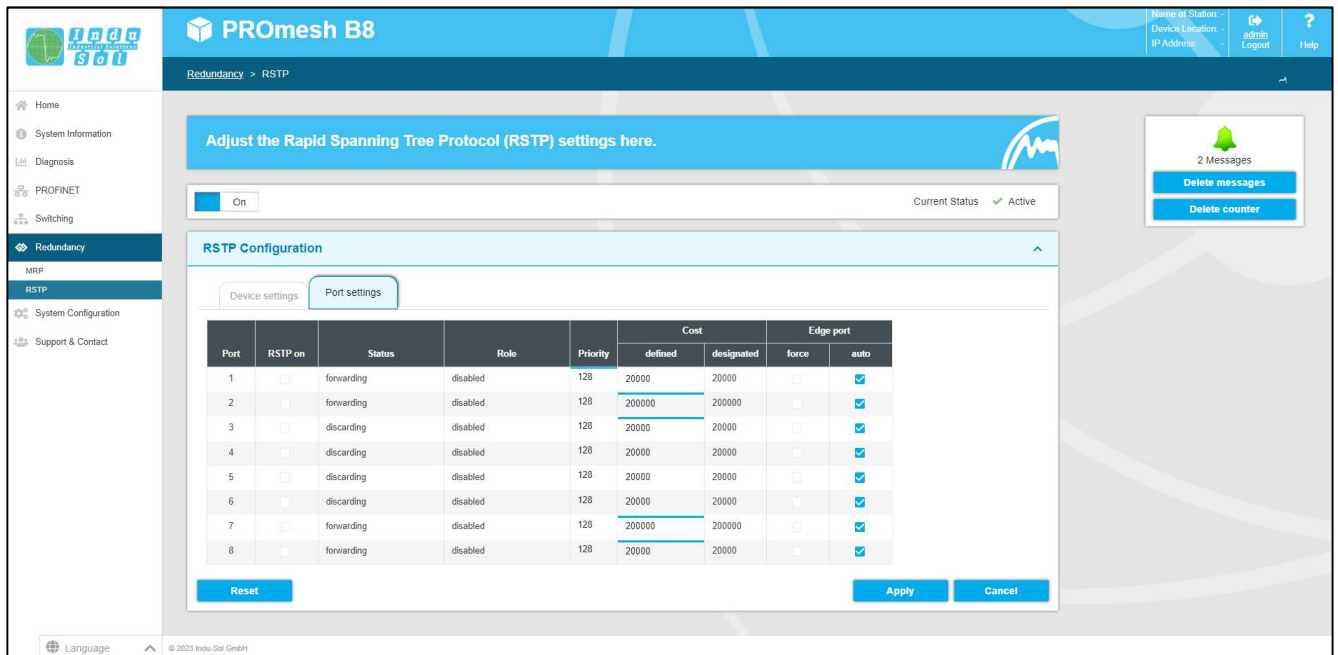 Indu
Industrial Solutions
Sol
PROmesh B8
Name of Station: -
Device Location: -
IP Address: -
admin
Logout
?
Help
Redundancy > RSTP
Home
System Information
Diagnosis
PROFINET
Switching
Redundancy
MRP
RSTP
System Configuration
Support & Contact
Adjust the Rapid Spanning Tree Protocol (RSTP) settings here.
2 Messages
Delete messages
Delete counter
On
Current Status Active
RSTP Configuration
Device settings Port settings
Cost Edge port
Port RSTP on Status Role Priority defined designated force auto
1 forwarding disabled 128 20000 20000
2 forwarding disabled 128 200000 200000
3 discarding disabled 128 20000 20000
4 discarding disabled 128 20000 20000
5 discarding disabled 128 20000 20000
6 discarding disabled 128 20000 20000
7 forwarding disabled 128 200000 200000
8 forwarding disabled 128 20000 20000
Reset Apply Cancel
Language
© 2023 Indu-Sol GmbH